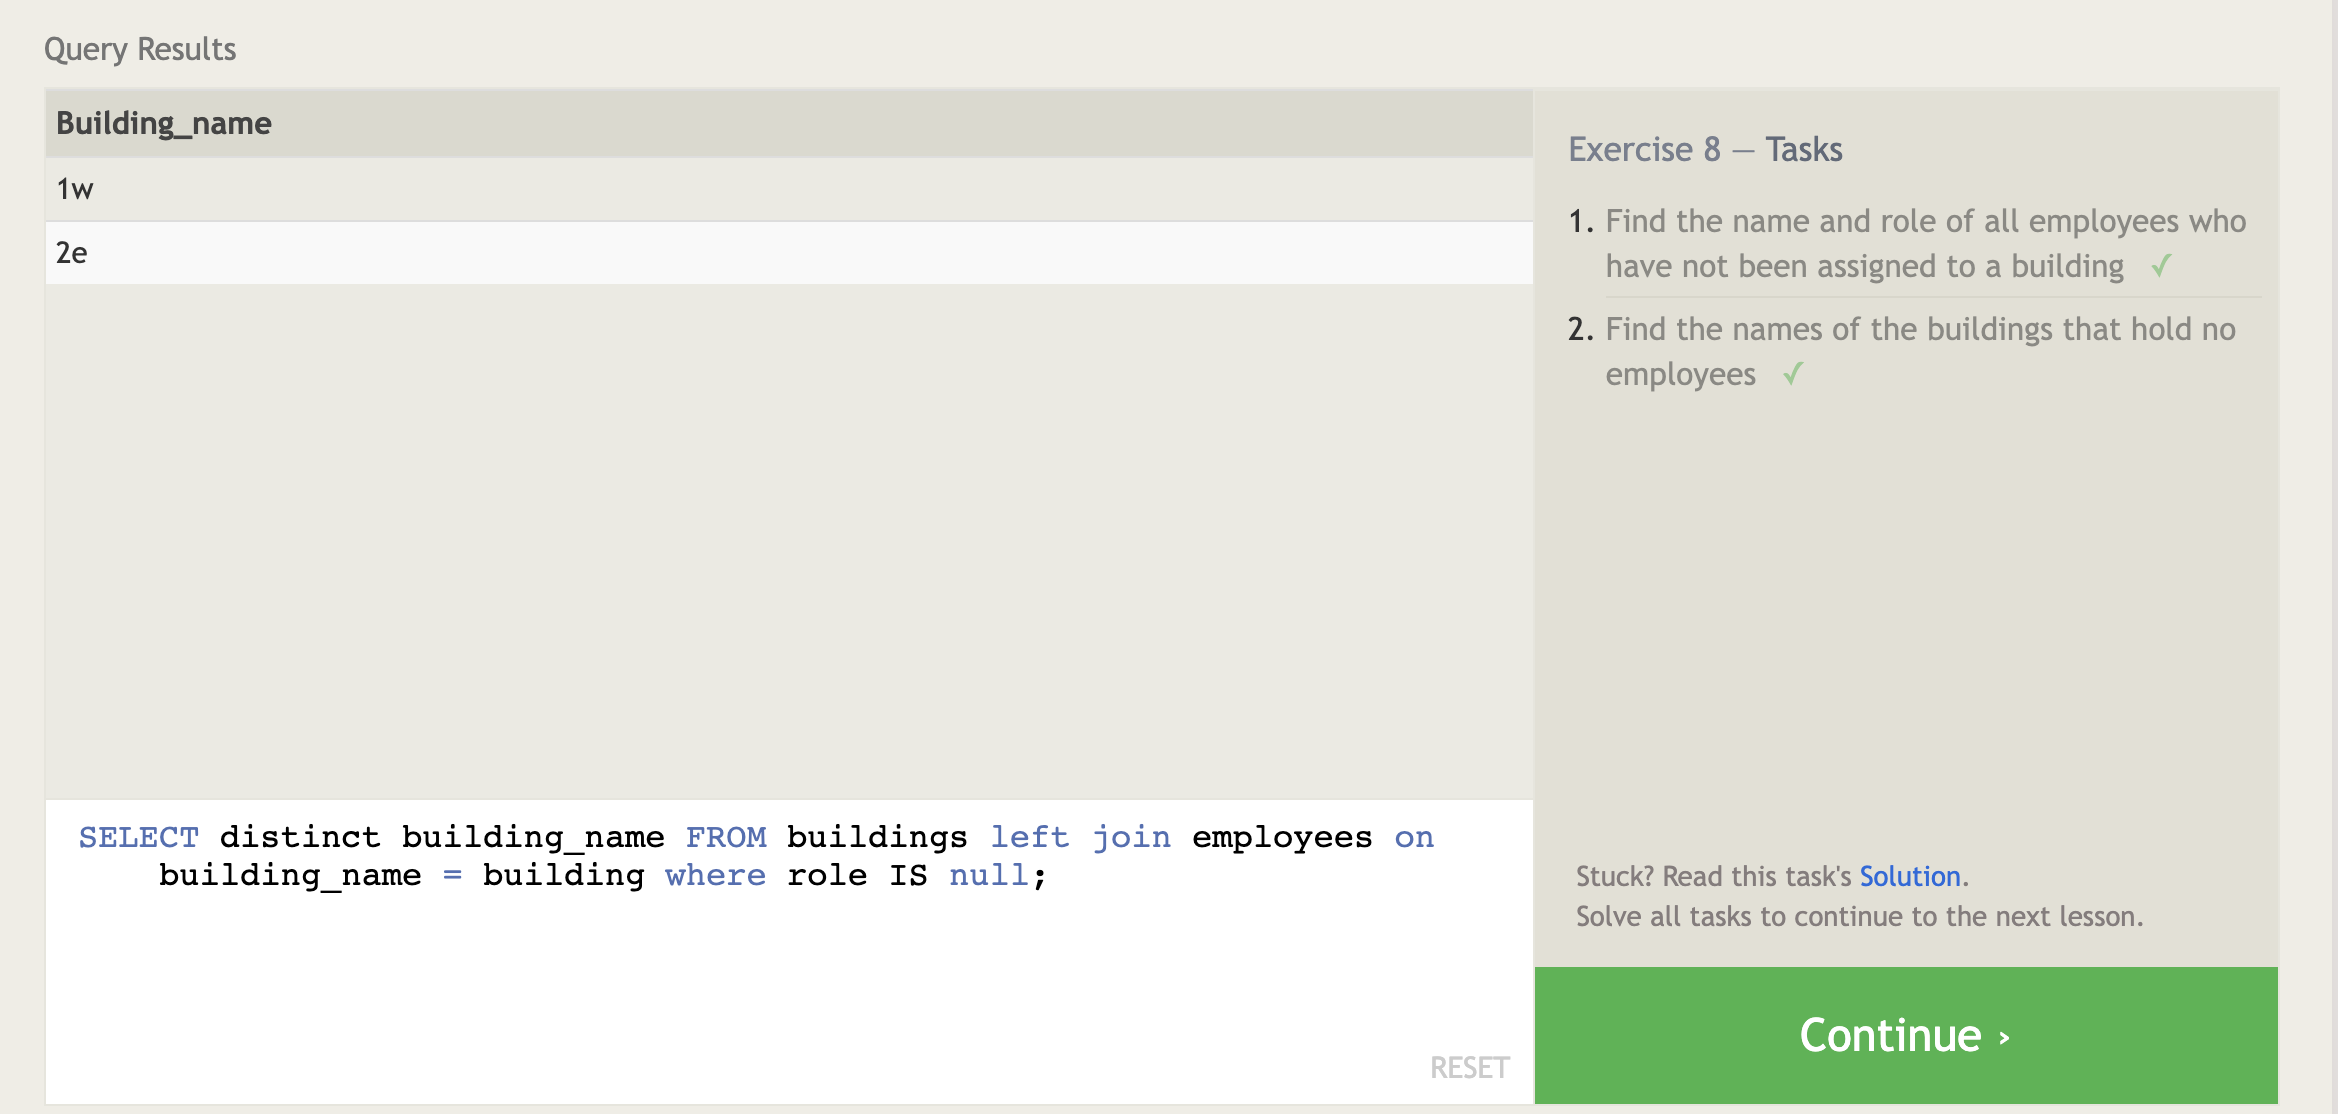 Query Results
Building_name
1w
2e
SELECT distinct building_name FROM buildings left join employees on
building_name = building where role IS null;
RESET
Exercise 8 — Tasks
1. Find the name and role of all employees who
have not been assigned to a building ✓
2. Find the names of the buildings that hold no
employees ✓
Stuck? Read this task's Solution.
Solve all tasks to continue to the next lesson.
Continue ›